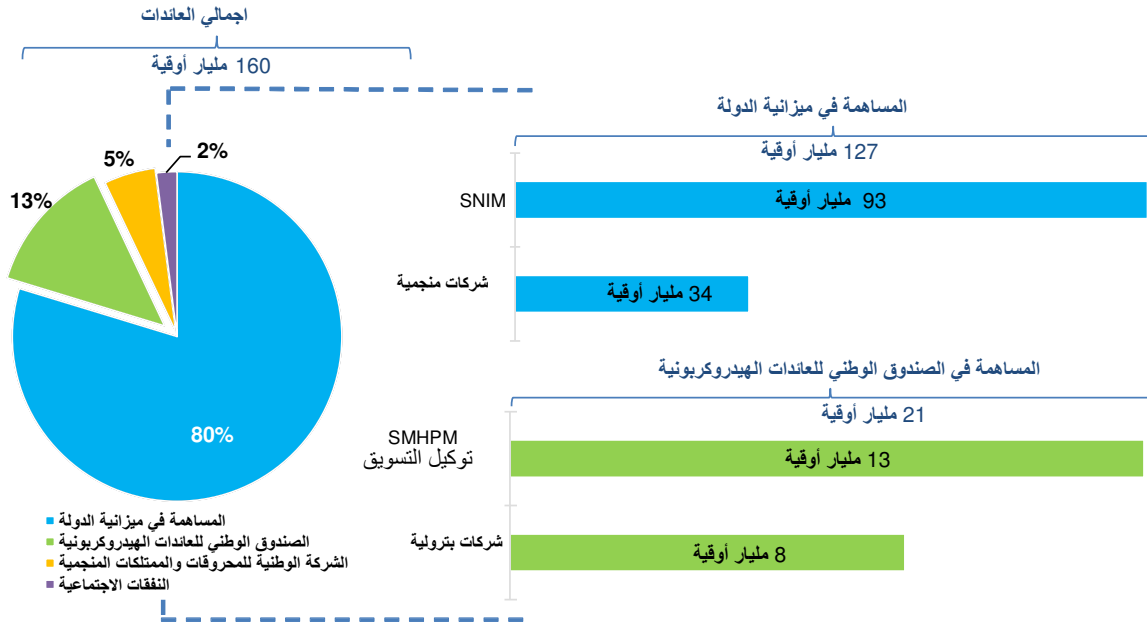 اجمالي العائدات
160 مليار أوقية
5%
2%
13%
80%
المساهمة في ميزانية الدولة
الصندوق الوطني للعائدات الهيدروكربونية
الشركة الوطنية للمحروقات والممتلكات المنجمية
النفقات الاجتماعية
المساهمة في ميزانية الدولة
127 مليار أوقية
SNIM
93 مليار أوقية
شركات منجمية
34 مليار أوقية
المساهمة في الصندوق الوطني للعائدات الهيدروكربونية
21 مليار أوقية
SMHPM
توكيل التسويق
13 مليار أوقية
شركات بترولية
8 مليار أوقية